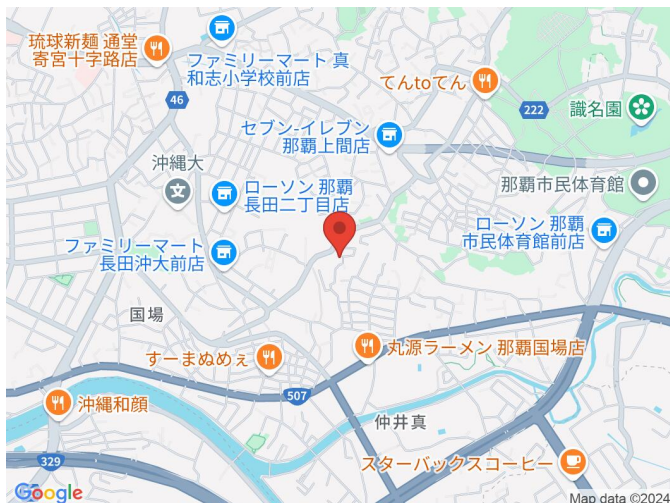 琉球新麺 通堂
寄宮十字路店
ファミリーマート 真
和志小学校前店
てんtoてん
46
222
識名園
セブン-イレブン
那覇上間店
沖縄大
那覇市民体育館
ローソン 那覇
長田二丁目店
ローソン 那覇
市民体育館前店
ファミリーマート
長田沖大前店
国場
すーまぬめぇ
丸源ラーメン 那覇国場店
507
沖縄和顔
仲井真
329
スターバックスコーヒー
Google
Map data ©2024